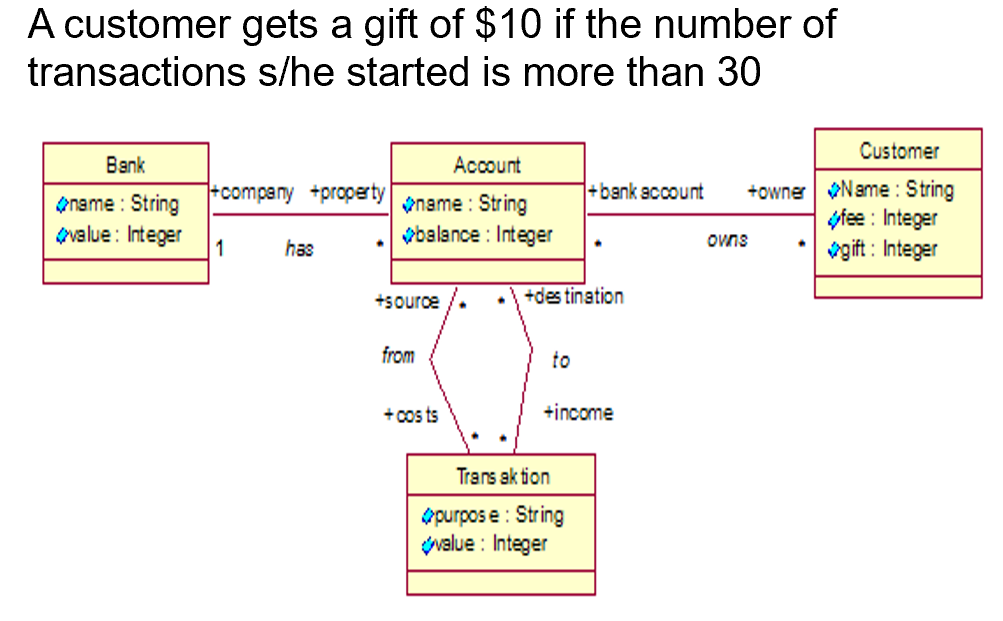 A customer gets a gift of $10 if the number of
transactions s/he started is more than 30
Bank
name : String
value : Integer
+company
+property
1
has
*
Account
name : String
balance : Integer
+bank account
+owner
*
owns
*
Customer
Name : String
fee : Integer
gift : Integer
+source
*
*
+destination
from
to
+costs
+income
*
*
Transaktion
purpose : String
value : Integer